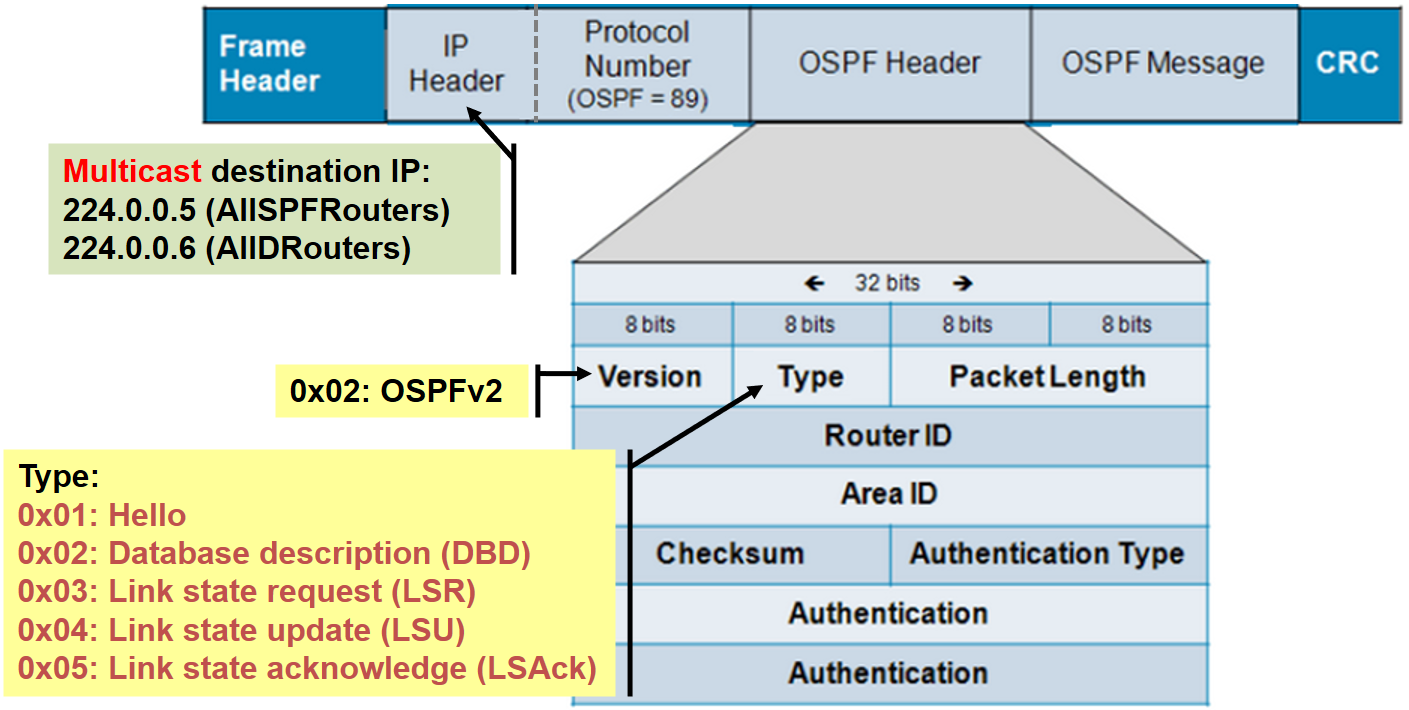 Frame
Header
IP
Header
Protocol
Number
(OSPF = 89)
OSPF Header
OSPF Message
CRC
Multicast destination IP:
224.0.0.5 (AllSPFRouters)
224.0.0.6 (AllDRouters)
← 32 bits →
8 bits 8 bits 8 bits 8 bits
0x02: OSPFv2
Version Type Packet Length
Router ID
Area ID
Checksum Authentication Type
Authentication
Authentication
Type:
0x01: Hello
0x02: Database description (DBD)
0x03: Link state request (LSR)
0x04: Link state update (LSU)
0x05: Link state acknowledge (LSAck)